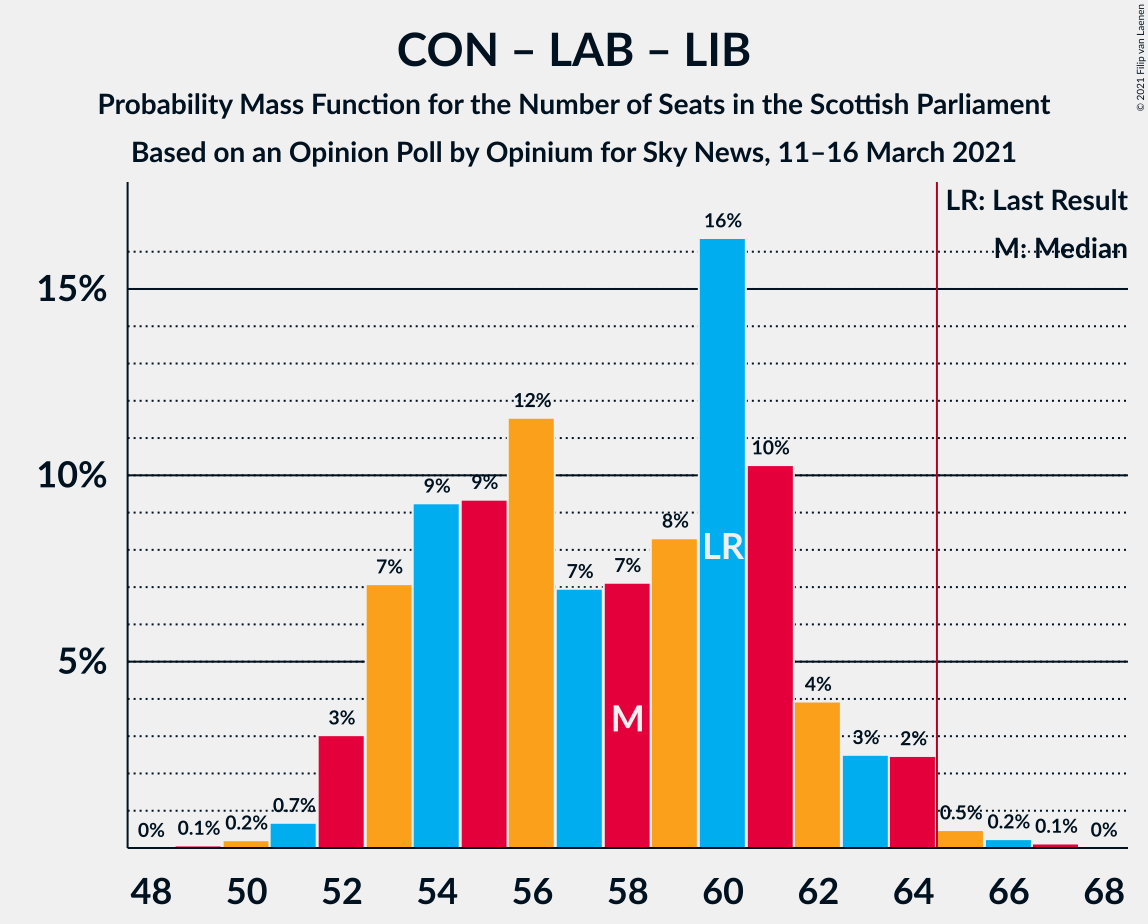 CON – LAB – LIB
Probability Mass Function for the Number of Seats in the Scottish Parliament
Based on an Opinion Poll by Opinium for Sky News, 11–16 March 2021
© 2021 Filip van Laenen
LR: Last Result
M: Median
15%
10%
5%
0%
0.1%
0.2%
0.7%
3%
7%
9%
9%
12%
7%
7%
8%
16%
10%
4%
3%
2%
0.5%
0.2%
0.1%
0%
LR
M
48 50 52 54 56 58 60 62 64 66 68